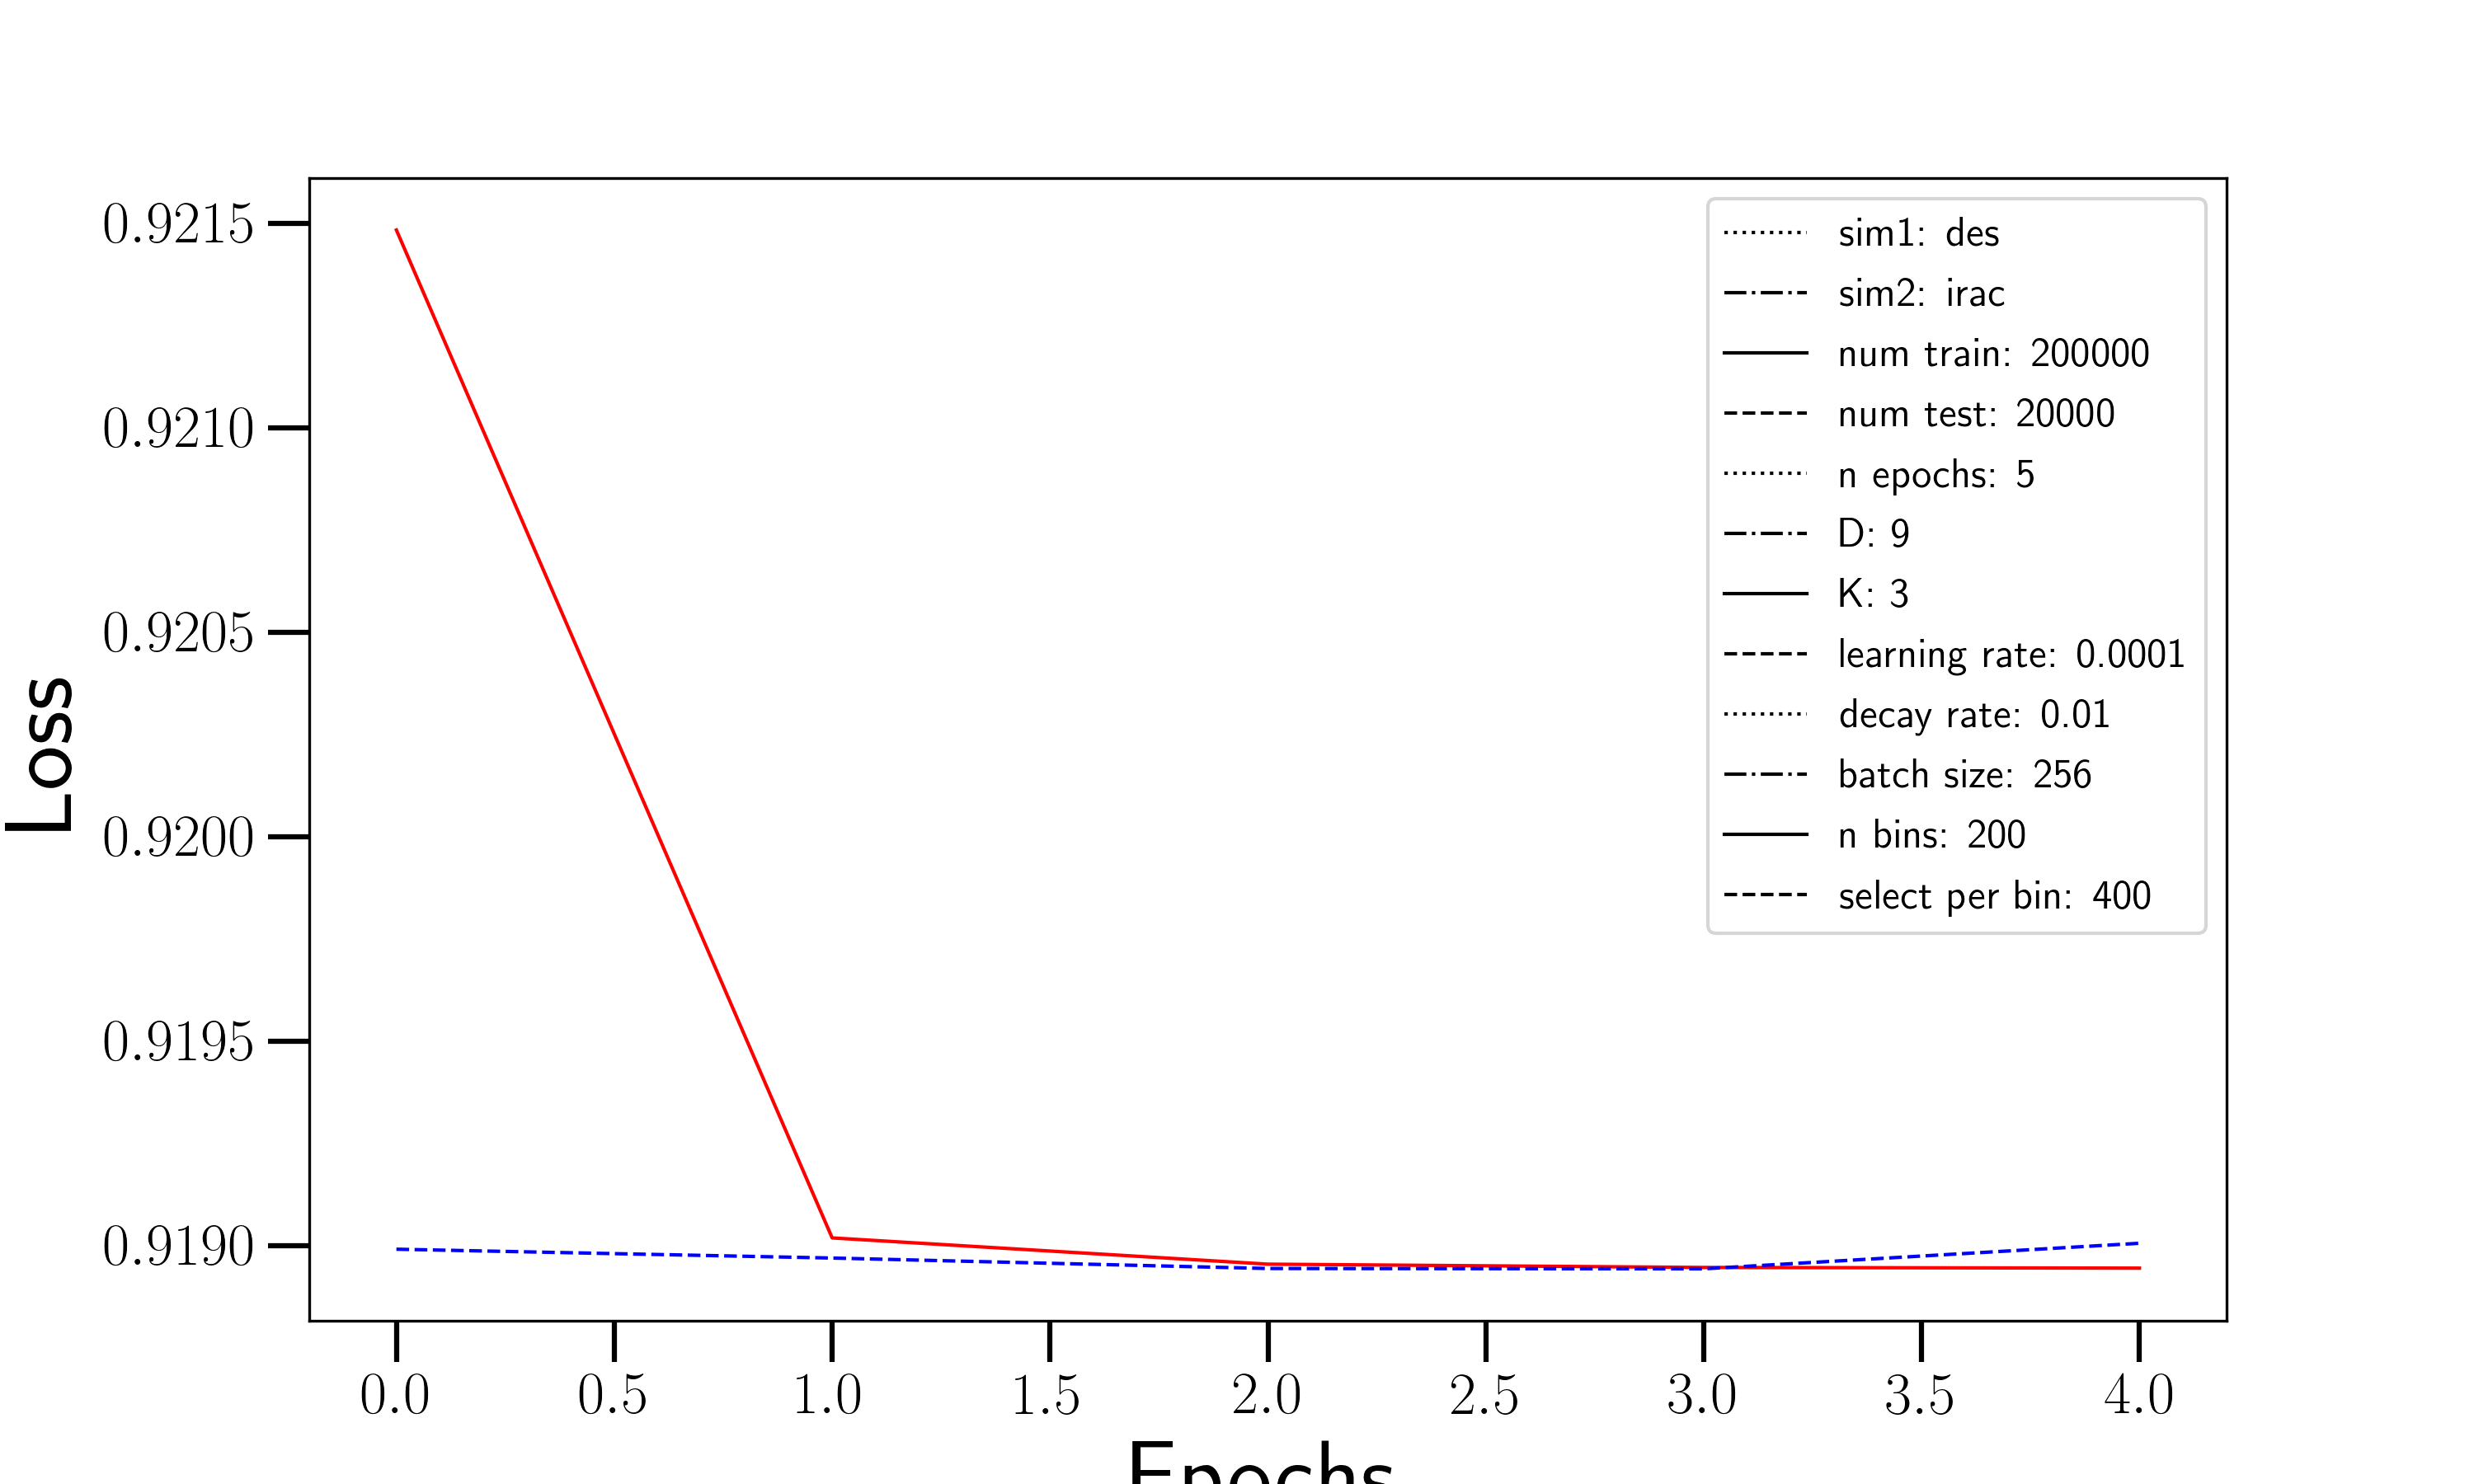 0.9215
0.9210
0.9205
0.9200
0.9195
0.9190
Loss
sim1: des
sim2: irac
num train: 200000
num test: 20000
n epochs: 5
D: 9
K: 3
learning rate: 0.0001
decay rate: 0.01
batch size: 256
n bins: 200
select per bin: 400
0.0 0.5 1.0 1.5 2.0 2.5 3.0 3.5 4.0
Epochs